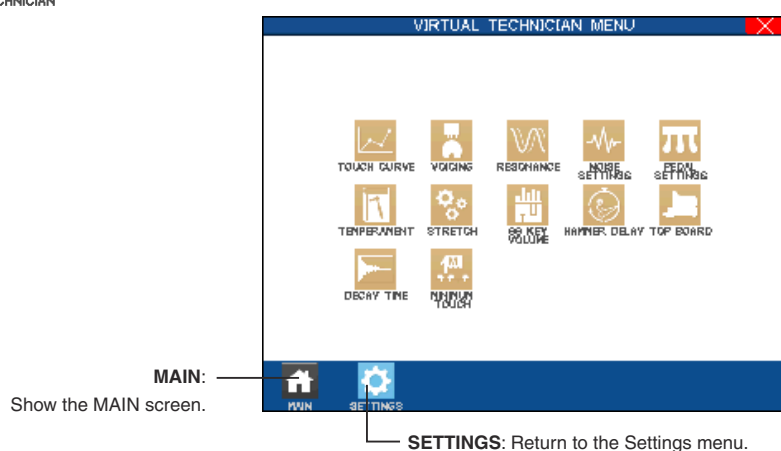 VIRTUAL TECHNICIAN MENU
TOUCH CURVE VOICING RESONANCE NOISE SETTINGS PEDAL SETTINGS
TEMPERAMENT STRETCH 88 KEY VOLUME HAMMER DELAY TOP BOARD
DECAY TIME MINIMUM TOUCH
MAIN:
Show the MAIN screen.
MAIN SETTINGS
SETTINGS: Return to the Settings menu.